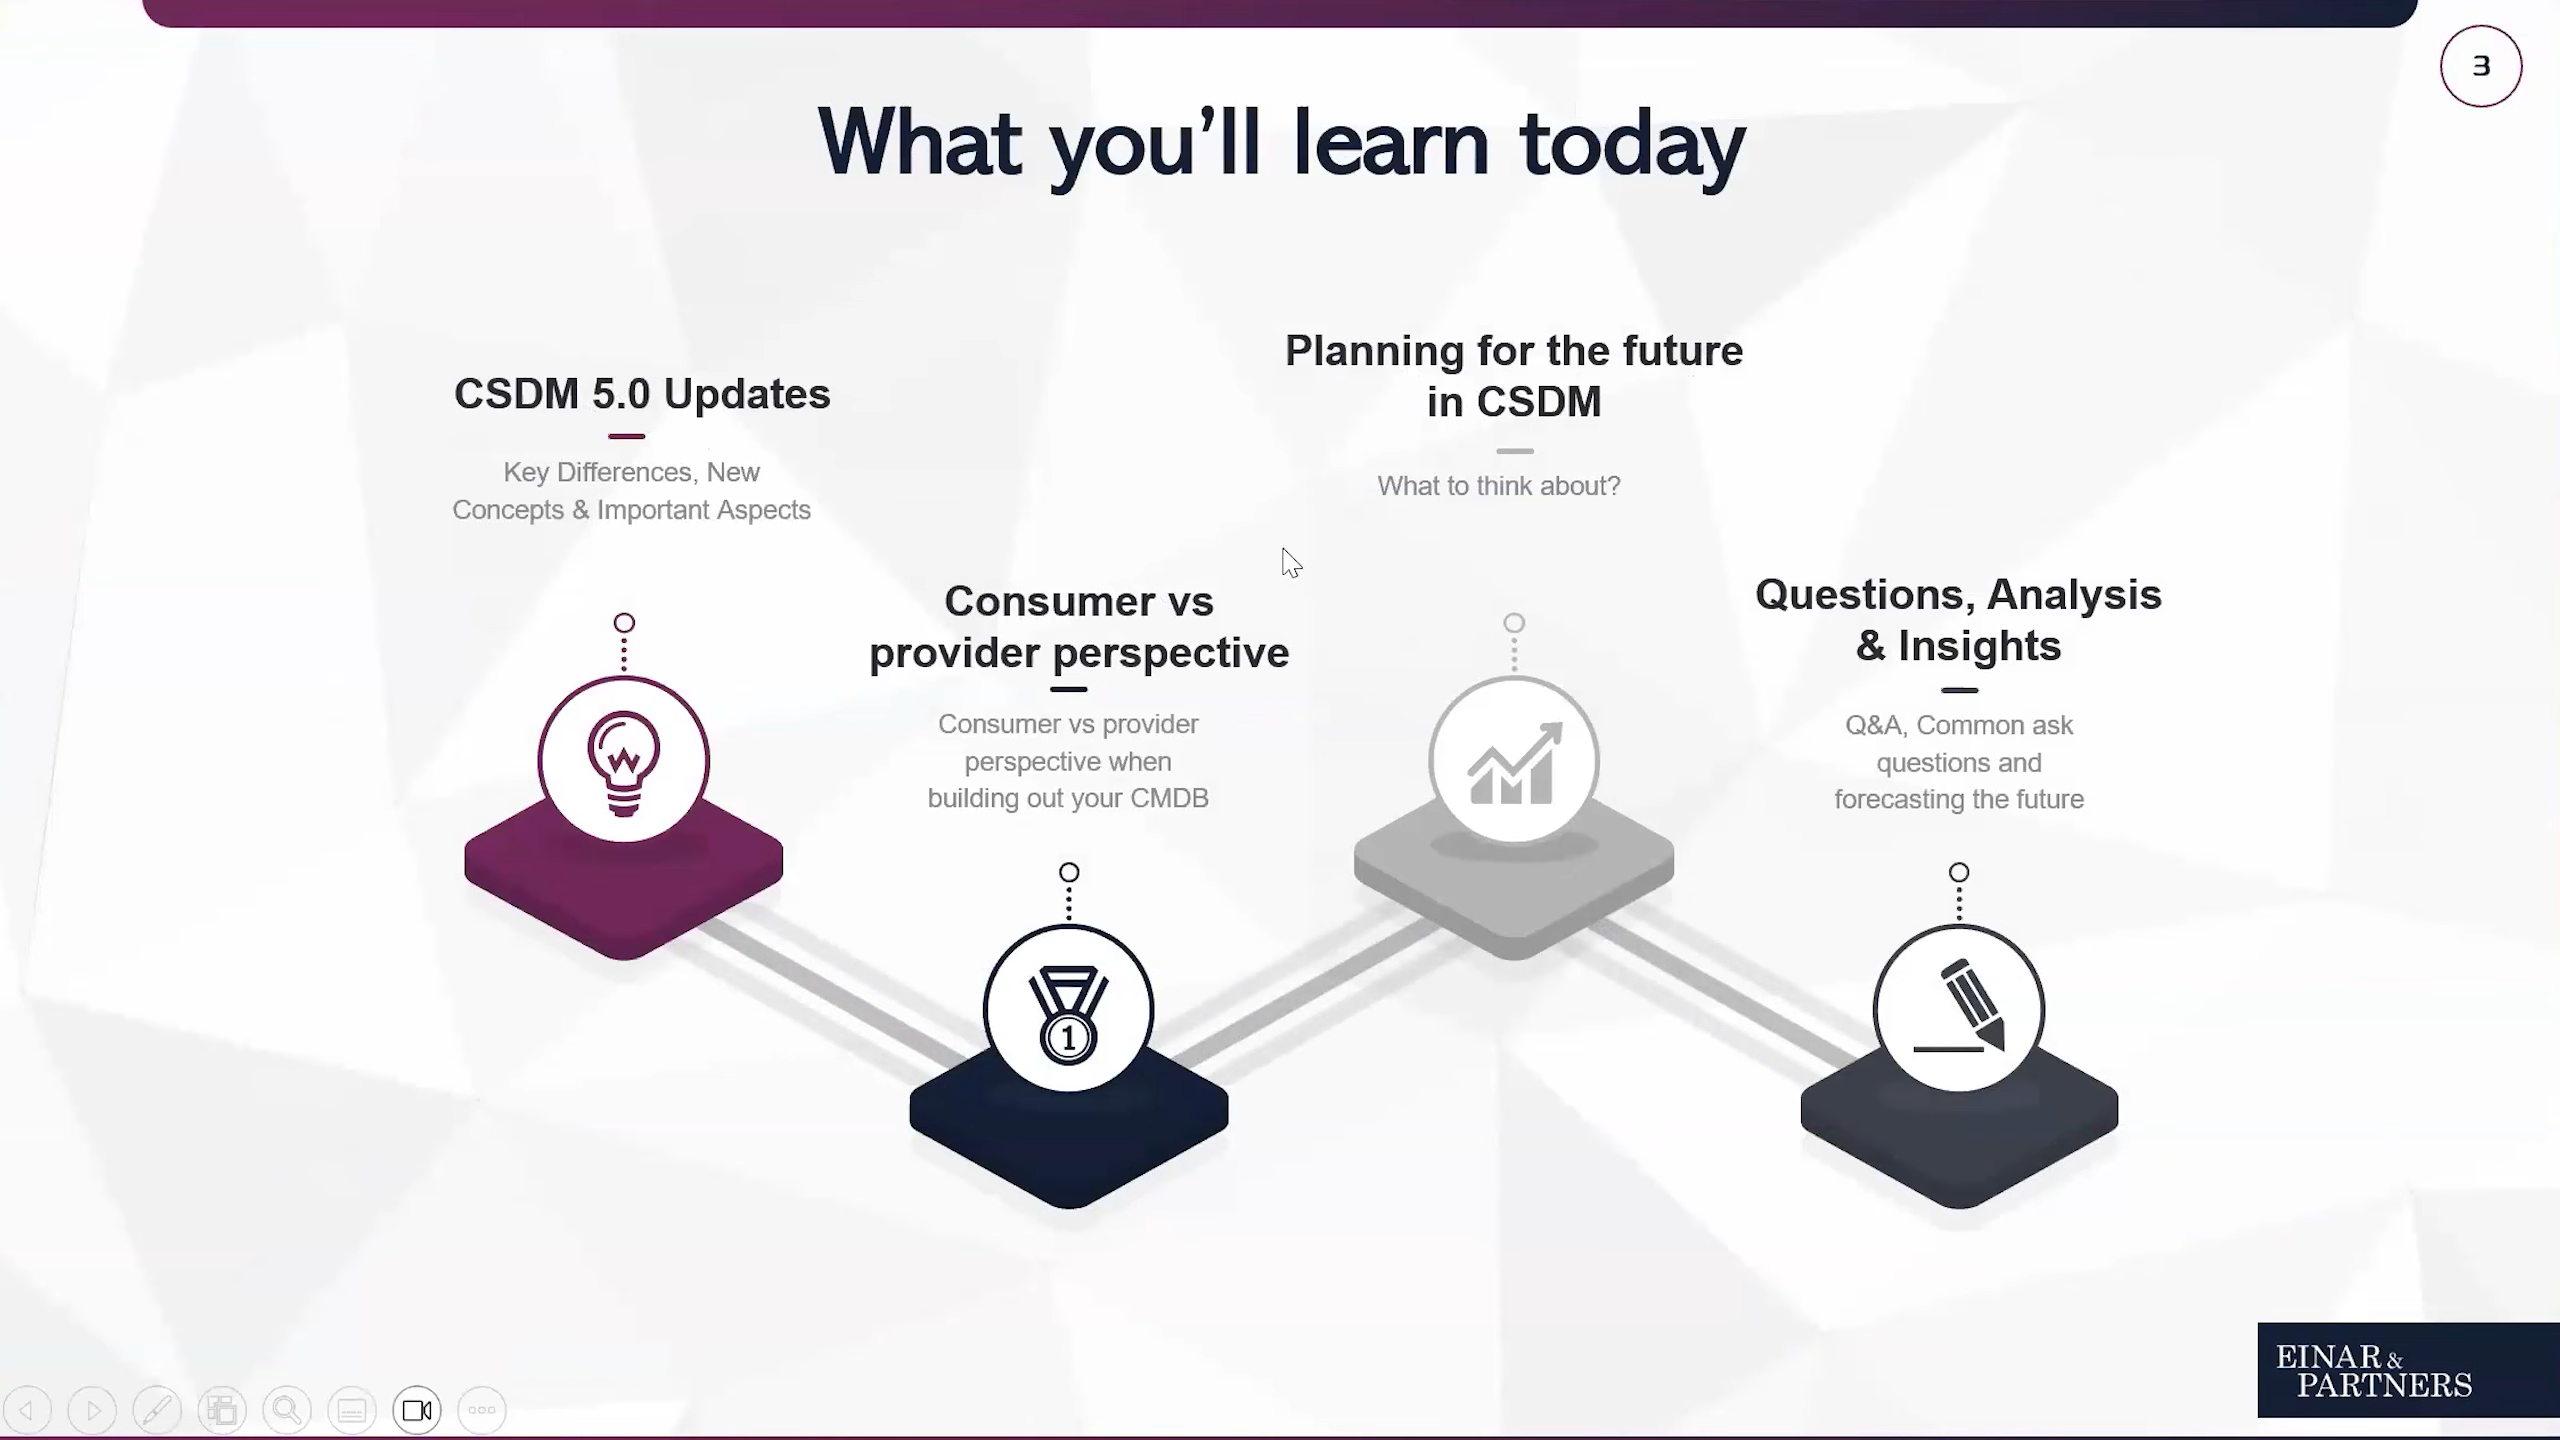 3
What you’ll learn today
CSDM 5.0 Updates
Key Differences, New
Concepts & Important Aspects
Consumer vs
provider perspective
Consumer vs provider
perspective when
building out your CMDB
1
Planning for the future
in CSDM
What to think about?
Questions, Analysis
& Insights
Q&A, Common ask
questions and
forecasting the future
EINAR &
PARTNERS